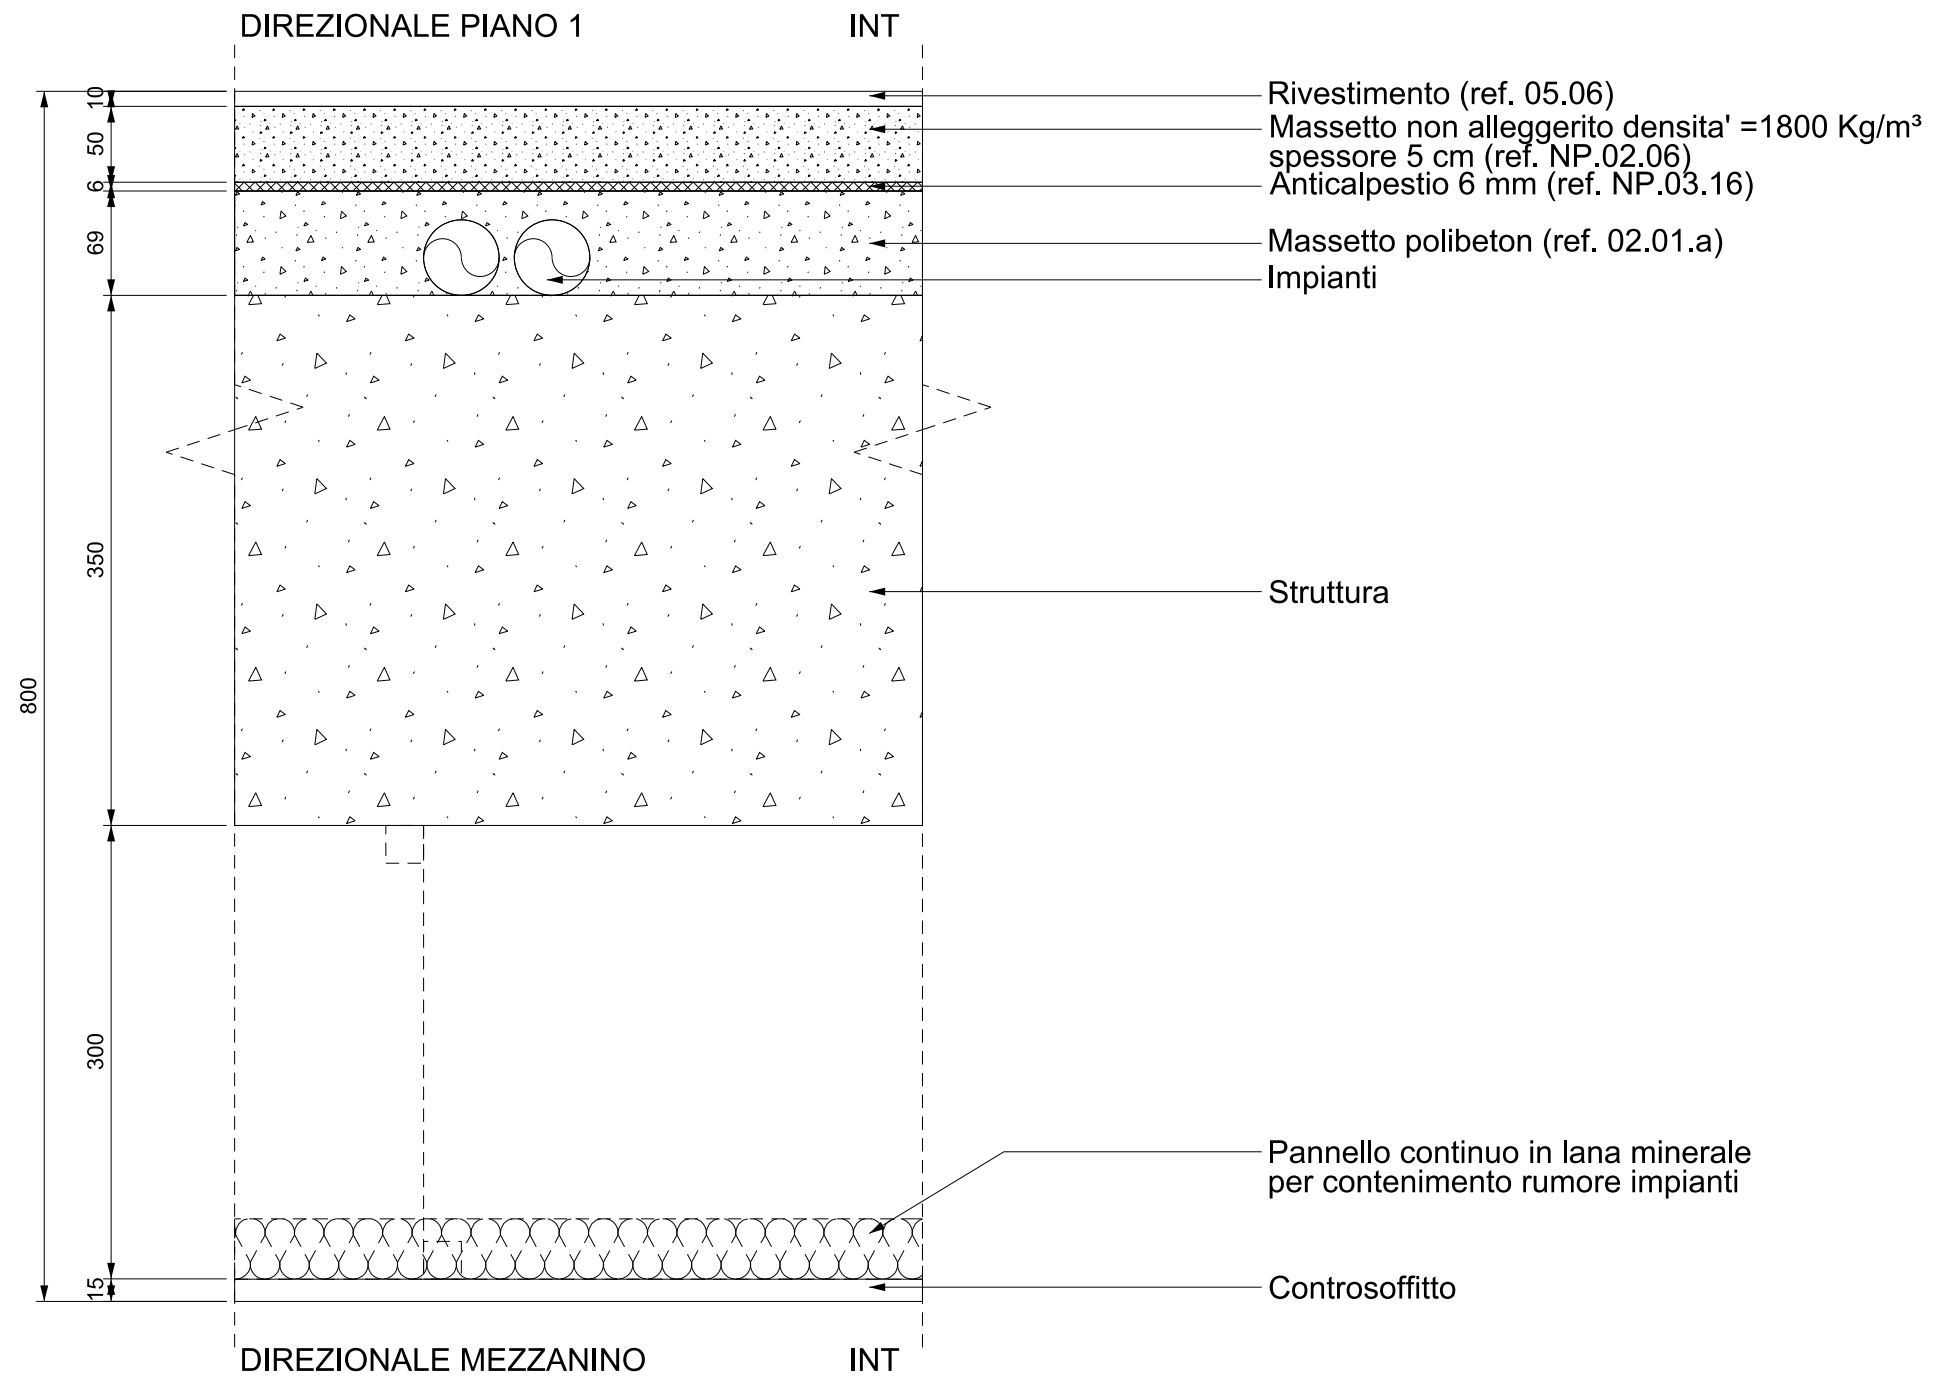 DIREZIONALE PIANO 1
INT
10
50
6
69
350
800
300
15
Rivestimento (ref. 05.06)
Massetto non alleggerito densita' =1800 Kg/m³
spessore 5 cm (ref. NP.02.06)
Anticalpestio 6 mm (ref. NP.03.16)
Massetto polibeton (ref. 02.01.a)
Impianti
Struttura
Pannello continuo in lana minerale
per contenimento rumore impianti
Controsoffitto
DIREZIONALE MEZZANINO
INT